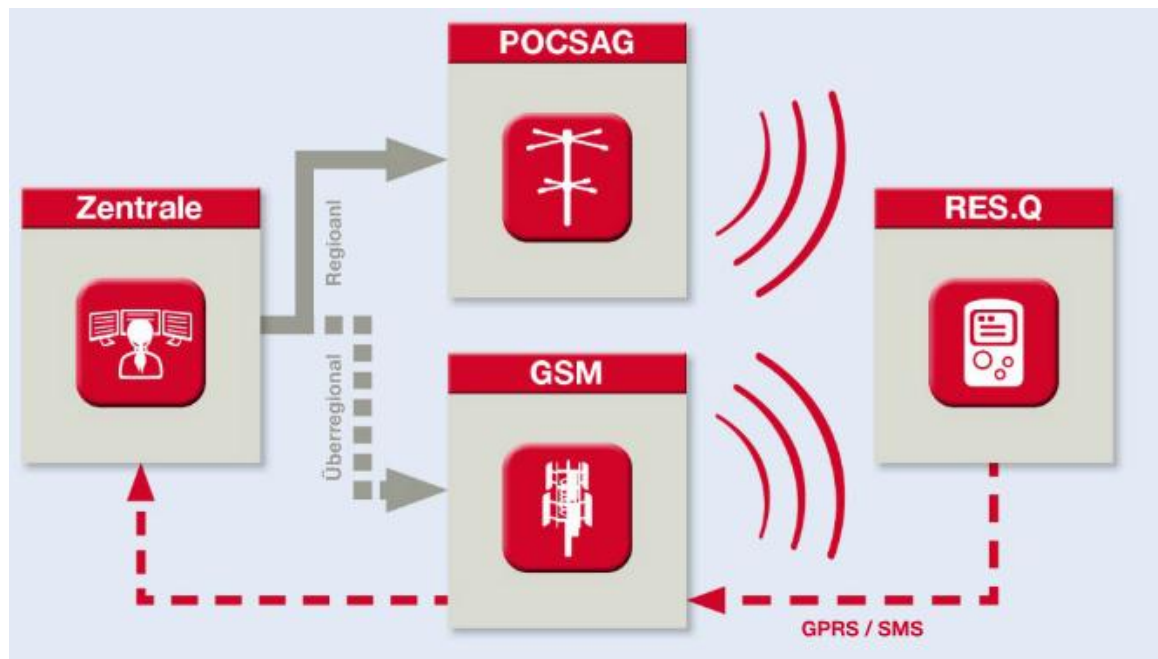 POCSAG
Zentrale
Regioanl
RES.Q
Überregional
GSM
GPRS / SMS